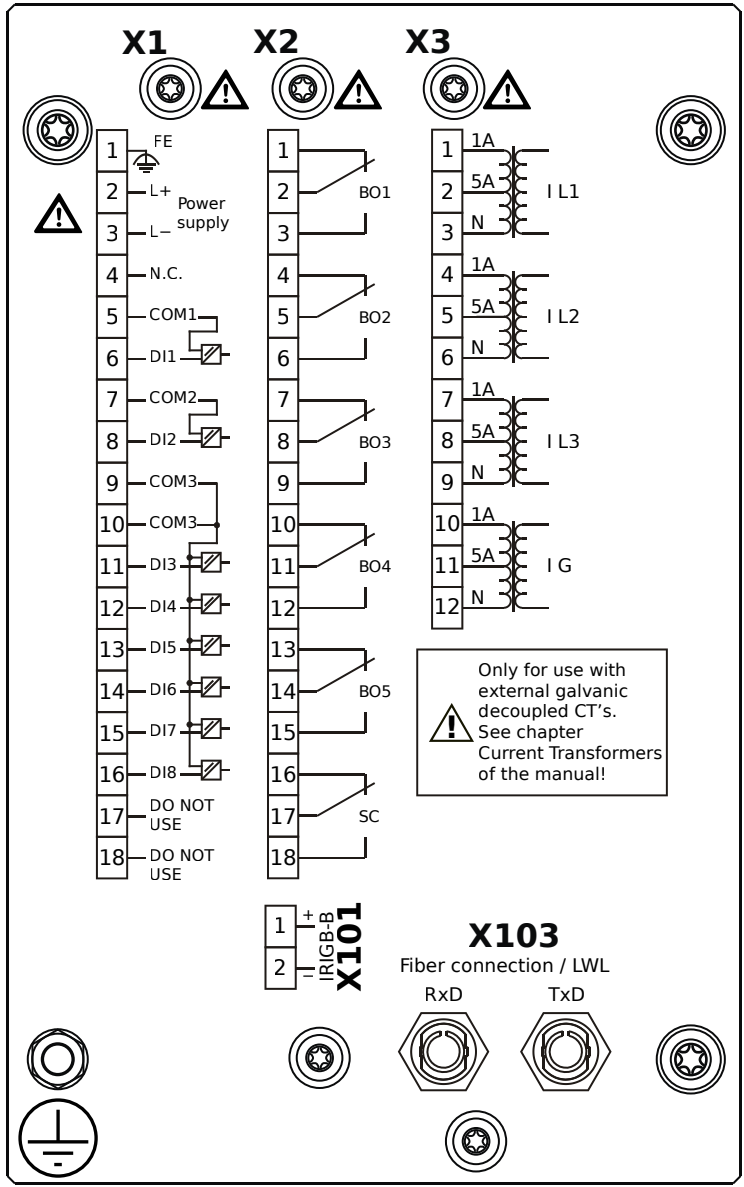 X1 X2 X3
1 FE
2 L+
Power
supply
3 L−
4 N.C.
5 COM1
6 DI1
7 COM2
8 DI2
9 COM3
10 COM3
11 DI3
12 DI4
13 DI5
14 DI6
15 DI7
16 DI8
17 DO NOT
USE
18 DO NOT
USE
1
2 BO1
3
4
5 BO2
6
7
8 BO3
9
10
11 BO4
12
13
14 BO5
15
16
17 SC
18
1 1A
2 5A I L1
3 N
4 1A
5 5A I L2
6 N
7 1A
8 5A I L3
9 N
10 1A
11 5A I G
12 N
!
!
!
!
!
Only for use with
external galvanic
decoupled CT’s.
See chapter
Current Transformers
of the manual!
1 +
2 −
IRIGB-B
X101
X103
Fiber connection / LWL
RxD TxD